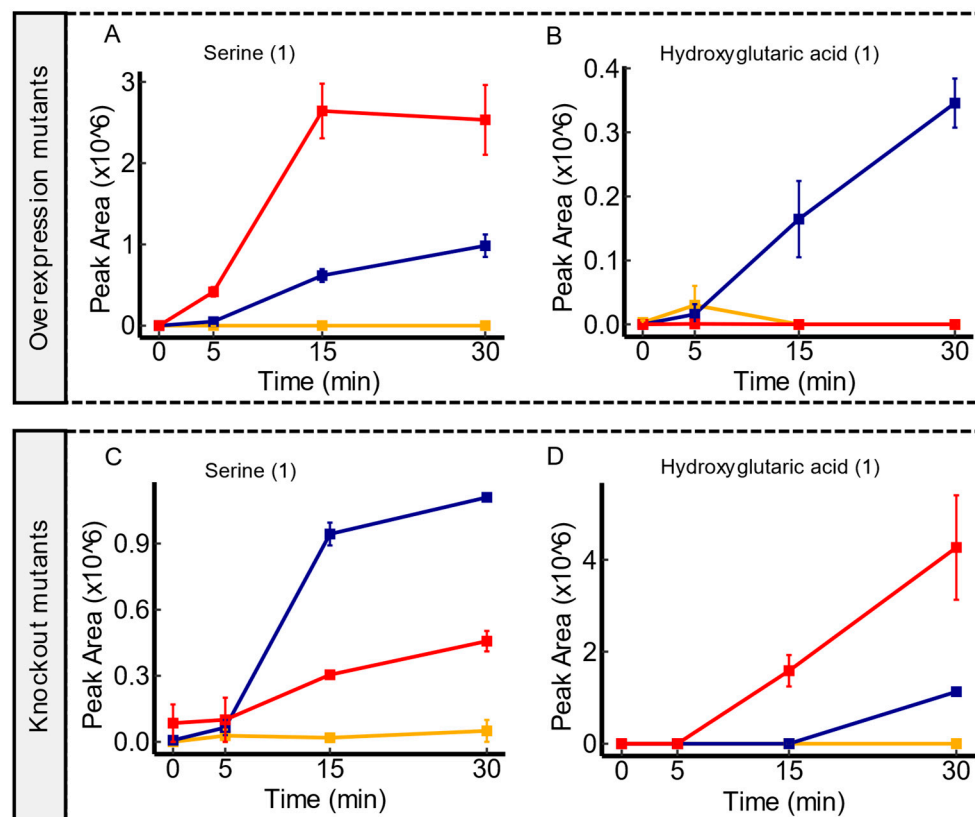 Overexpression mutants
A
Serine (1)
Peak Area (x10^6)
3
2
1
0
0 5 15 30
Time (min)
B
Hydroxyglutaric acid (1)
Peak Area (x10^6)
0.4
0.3
0.2
0.1
0.0
0 5 15 30
Time (min)
Knockout mutants
C
Serine (1)
Peak Area (x10^6)
0.9
0.6
0.3
0.0
0 5 15 30
Time (min)
D
Hydroxyglutaric acid (1)
Peak Area (x10^6)
4
2
0
0 5 15 30
Time (min)